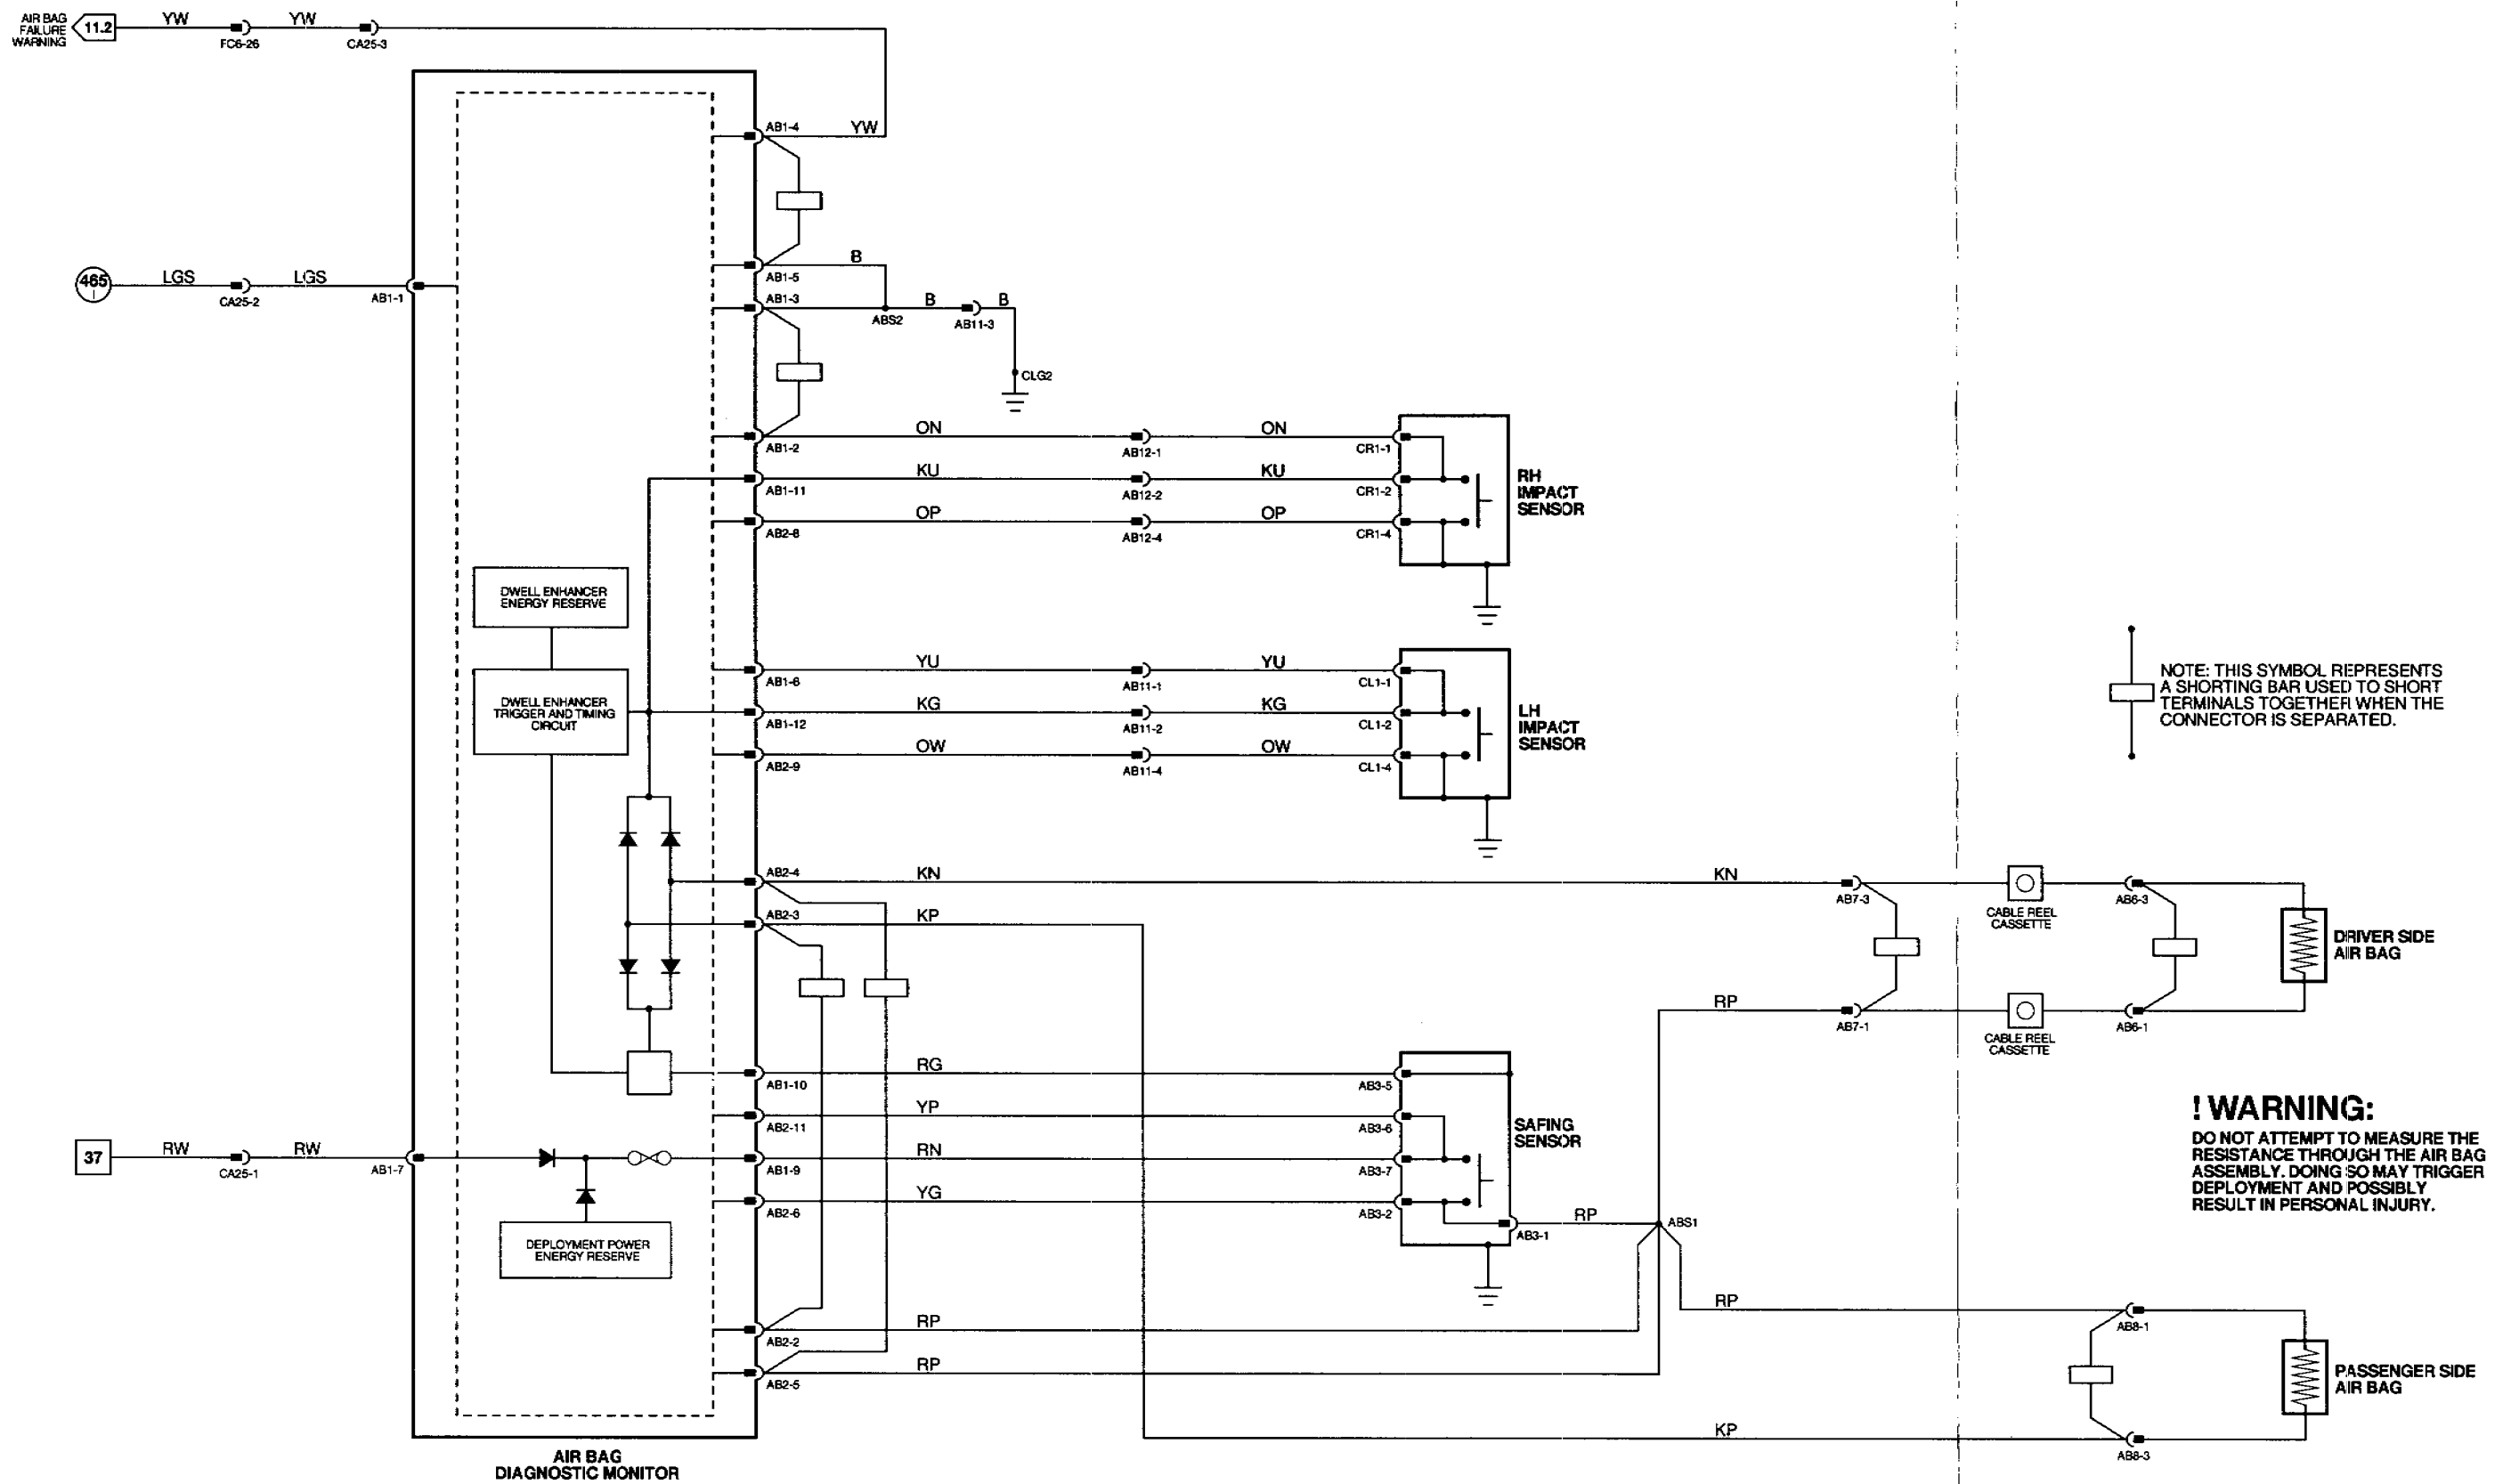 AIR BAG
FAILURE
WARNING
11.2
YW
FC6-26
YW
CA25-3
AB1-4
YW
465
I
LGS
CA25-2
LGS
AB1-1
AB1-5
B
AB1-3
ABS2
B
AB11-3
B
CLG2
AB1-2
ON
AB12-1
ON
CR1-1
AB1-11
KU
AB12-2
KU
CR1-2
AB2-8
OP
AB12-4
OP
CR1-4
RH
IMPACT
SENSOR
DWELL ENHANCER
ENERGY RESERVE
DWELL ENHANCER
TRIGGER AND TIMING
CIRCUIT
AB1-6
YU
AB11-1
YU
CL1-1
AB1-12
KG
AB11-2
KG
CL1-2
AB2-9
OW
AB11-4
OW
CL1-4
LH
IMPACT
SENSOR
NOTE: THIS SYMBOL REPRESENTS
A SHORTING BAR USED TO SHORT
TERMINALS TOGETHER WHEN THE
CONNECTOR IS SEPARATED.
AB2-4
KN
KN
AB7-3
CABLE REEL
CASSETTE
AB6-3
AB2-3
KP
DRIVER SIDE
AIR BAG
RP
AB7-1
CABLE REEL
CASSETTE
AB6-1
AB1-10
RG
AB3-5
AB2-11
YP
AB3-6
SAFING
SENSOR
37
RW
CA25-1
RW
AB1-7
AB1-9
RN
AB3-7
AB2-6
YG
AB3-2
AB3-1
RP
ABS1
DEPLOYMENT POWER
ENERGY RESERVE
! WARNING:
DO NOT ATTEMPT TO MEASURE THE
RESISTANCE THROUGH THE AIR BAG
ASSEMBLY. DOING SO MAY TRIGGER
DEPLOYMENT AND POSSIBLY
RESULT IN PERSONAL INJURY.
AB2-2
RP
RP
AB8-1
AB2-5
RP
PASSENGER SIDE
AIR BAG
KP
AB8-3
AIR BAG
DIAGNOSTIC MONITOR